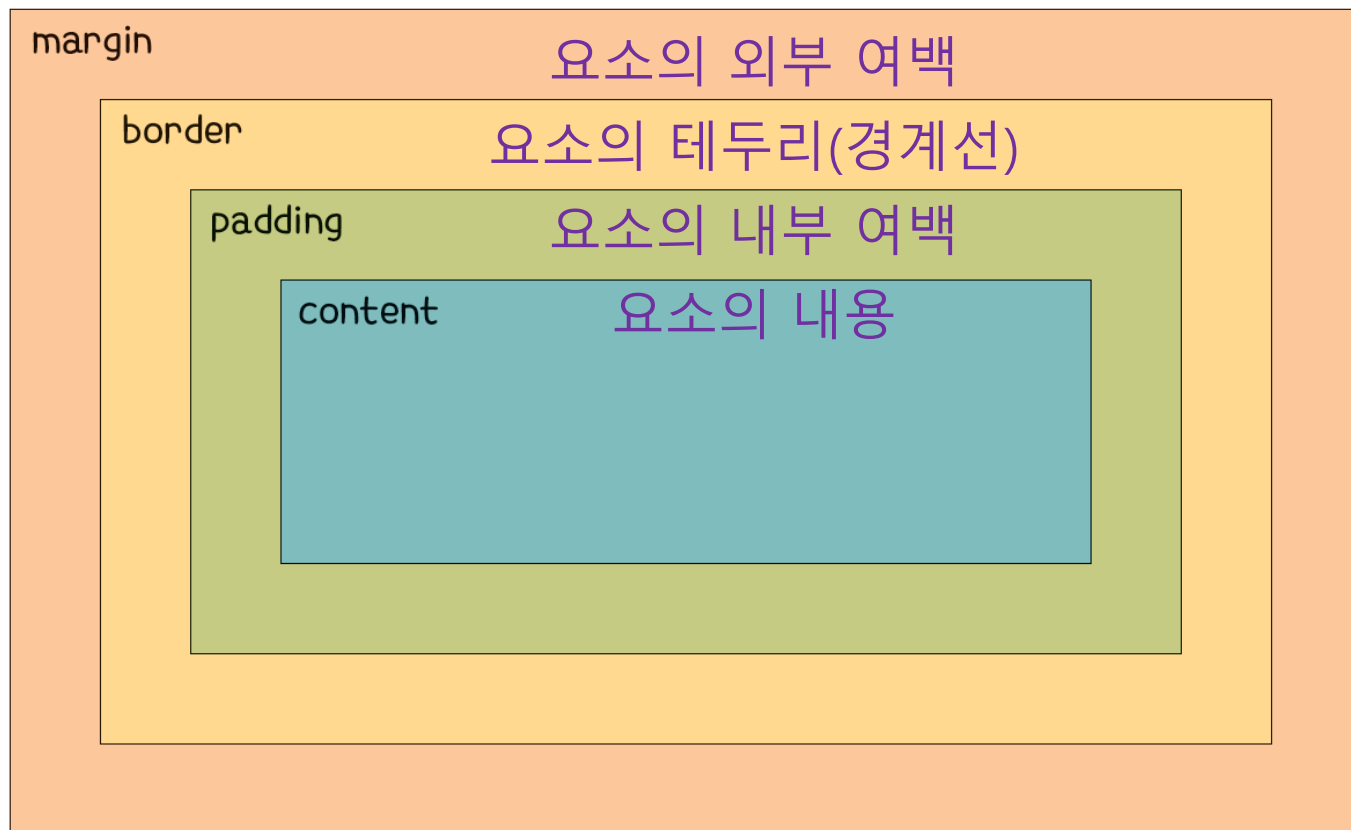 margin
요소의 외부 여백
border
요소의 테두리(경계선)
padding
요소의 내부 여백
content
요소의 내용